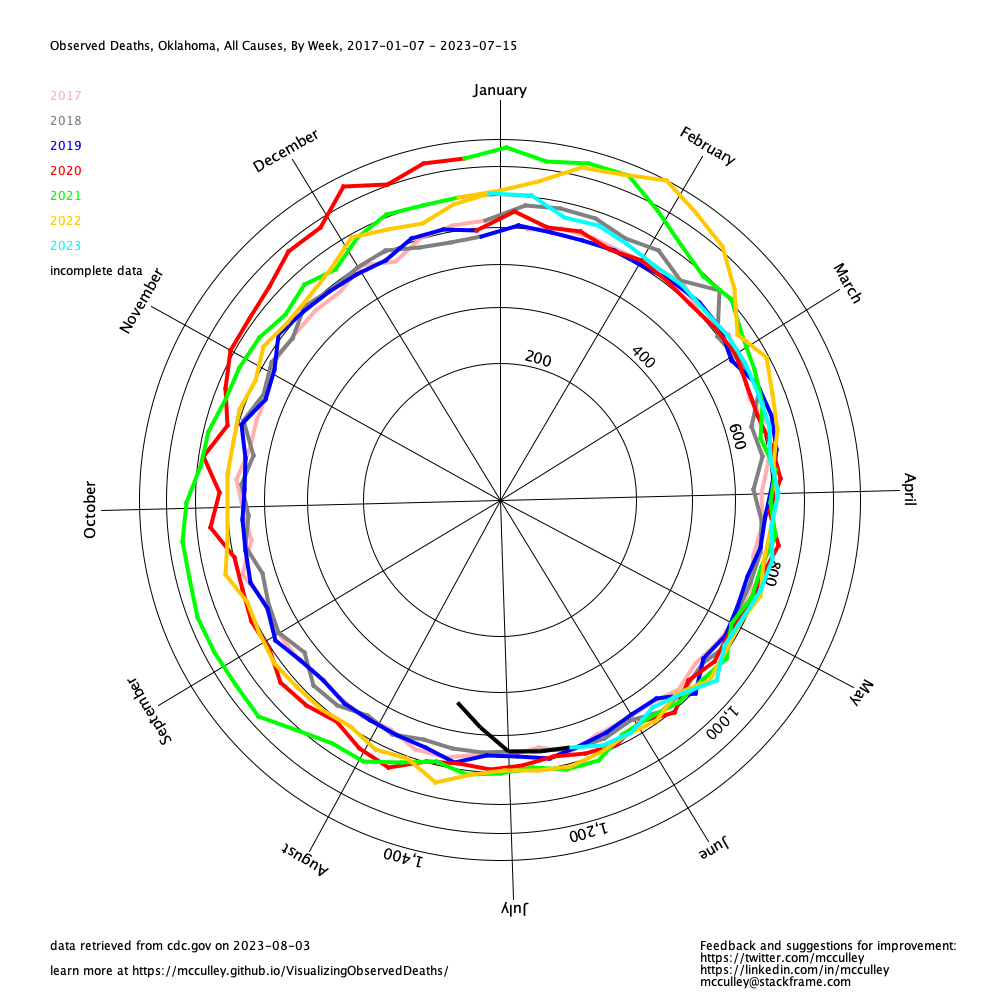 Observed Deaths, Oklahoma, All Causes, By Week, 2017-01-07 - 2023-07-15
2017
2018
2019
2020
2021
2022
2023
incomplete data
January
February
March
April
May
June
July
August
September
October
November
December
200
400
600
800
1,000
1,200
1,400
data retrieved from cdc.gov on 2023-08-03
learn more at https://mcculley.github.io/VisualizingObservedDeaths/
Feedback and suggestions for improvement:
https://twitter.com/mcculley
https://linkedin.com/in/mcculley
mcculley@stackframe.com